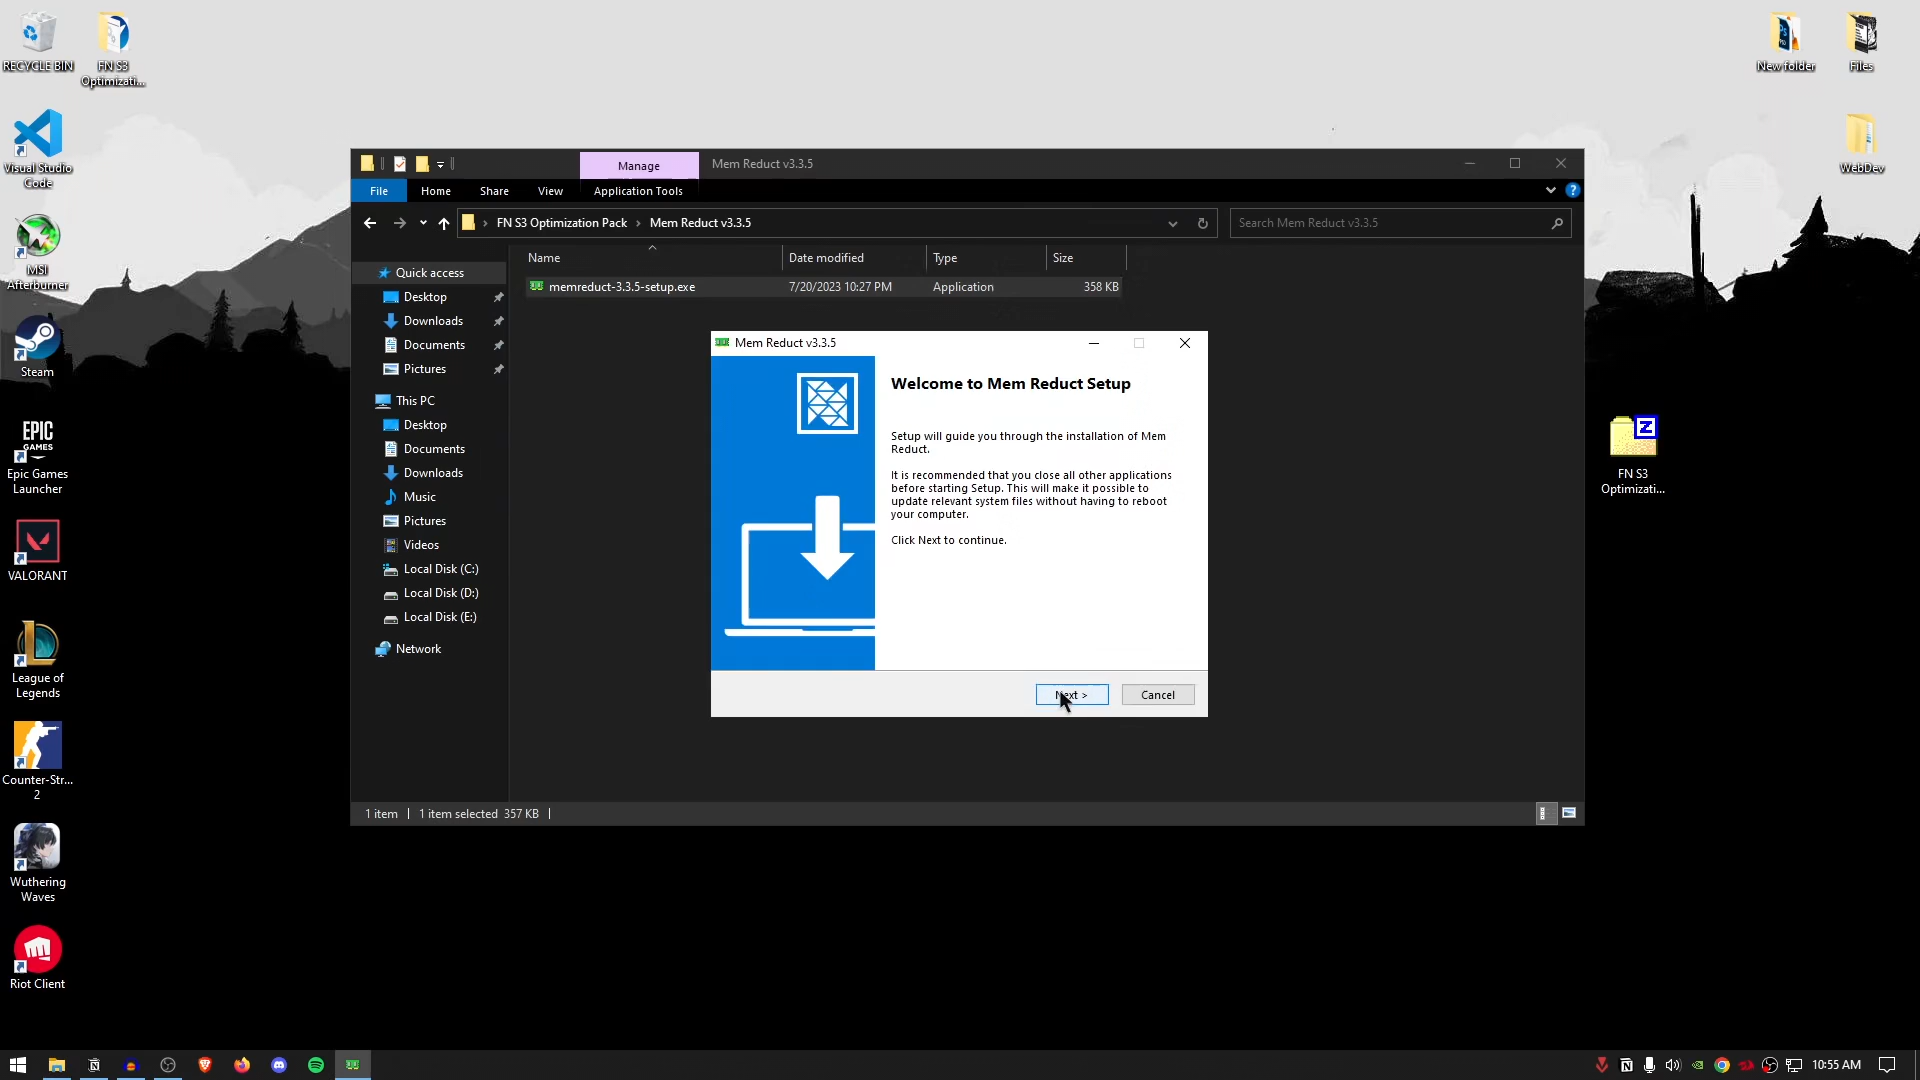 RECYCLE BIN
FN S3
Optimizati...
Visual Studio
Code
MSI
Afterburner
Steam
EPIC
GAMES
Epic Games
Launcher
VALORANT
League of
Legends
Counter-Str...
2
Wuthering
Waves
Riot Client
New folder
Files
WebDev
Z
FN S3
Optimizati...
Manage
Mem Reduct v3.3.5
File
Home
Share
View
Application Tools
FN S3 Optimization Pack
Mem Reduct v3.3.5
Search Mem Reduct v3.3.5
Quick access
Desktop
Downloads
Documents
Pictures
This PC
Desktop
Documents
Downloads
Music
Pictures
Videos
Local Disk (C:)
Local Disk (D:)
Local Disk (E:)
Network
Name
Date modified
Type
Size
memreduct-3.3.5-setup.exe
7/20/2023 10:27 PM
Application
358 KB
Mem Reduct v3.3.5
Welcome to Mem Reduct Setup
Setup will guide you through the installation of Mem
Reduct.
It is recommended that you close all other applications
before starting Setup. This will make it possible to
update relevant system files without having to reboot
your computer.
Click Next to continue.
Next >
Cancel
1 item
1 item selected 357 KB
10:55 AM